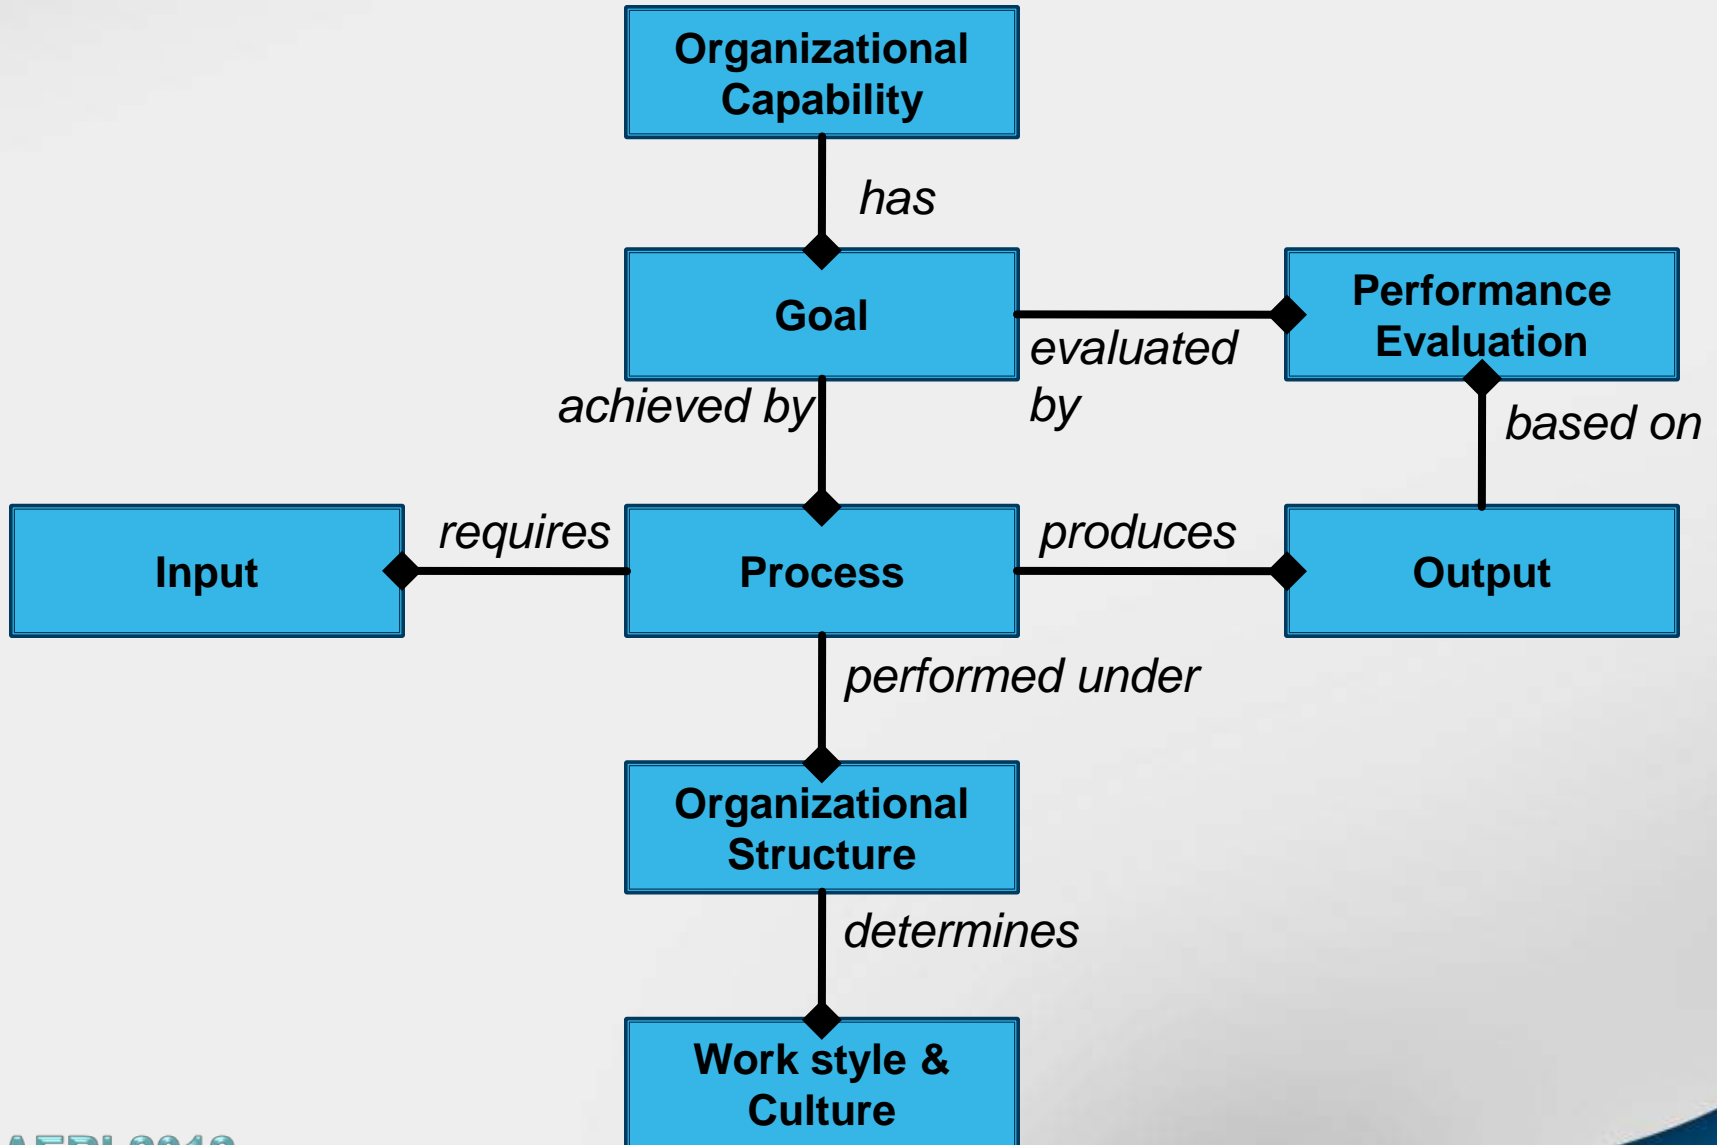 Organizational
Capability
has
Goal
Performance
Evaluation
evaluated
by
achieved by
based on
Input
requires
Process
produces
Output
performed under
Organizational
Structure
determines
Work style &
Culture